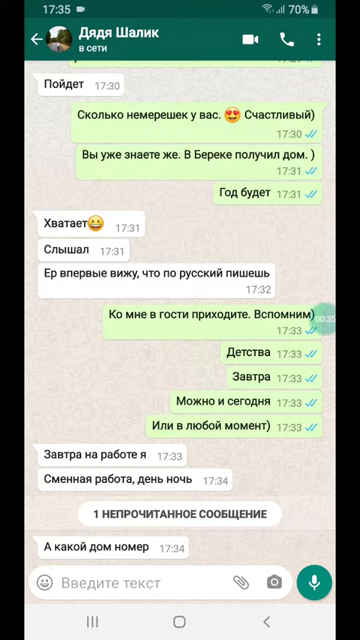 17:35
70%
Дядя Шалик
в сети
Пойдет 17:30
Сколько немерешек у вас. 😍 Счастливый)
17:30
Вы уже знаете же. В Береке получил дом. )
17:31
Год будет 17:31
Хватает😆 17:31
Слышал 17:31
Ер впервые вижу, что по русский пишешь
17:32
Ко мне в гости приходите. Вспомним)
17:33
00:35
Детства 17:33
Завтра 17:33
Можно и сегодня 17:33
Или в любой момент) 17:33
Завтра на работе я 17:33
Сменная работа, день ночь 17:34
1 НЕПРОЧИТАННОЕ СООБЩЕНИЕ
А какой дом номер 17:34
Введите текст